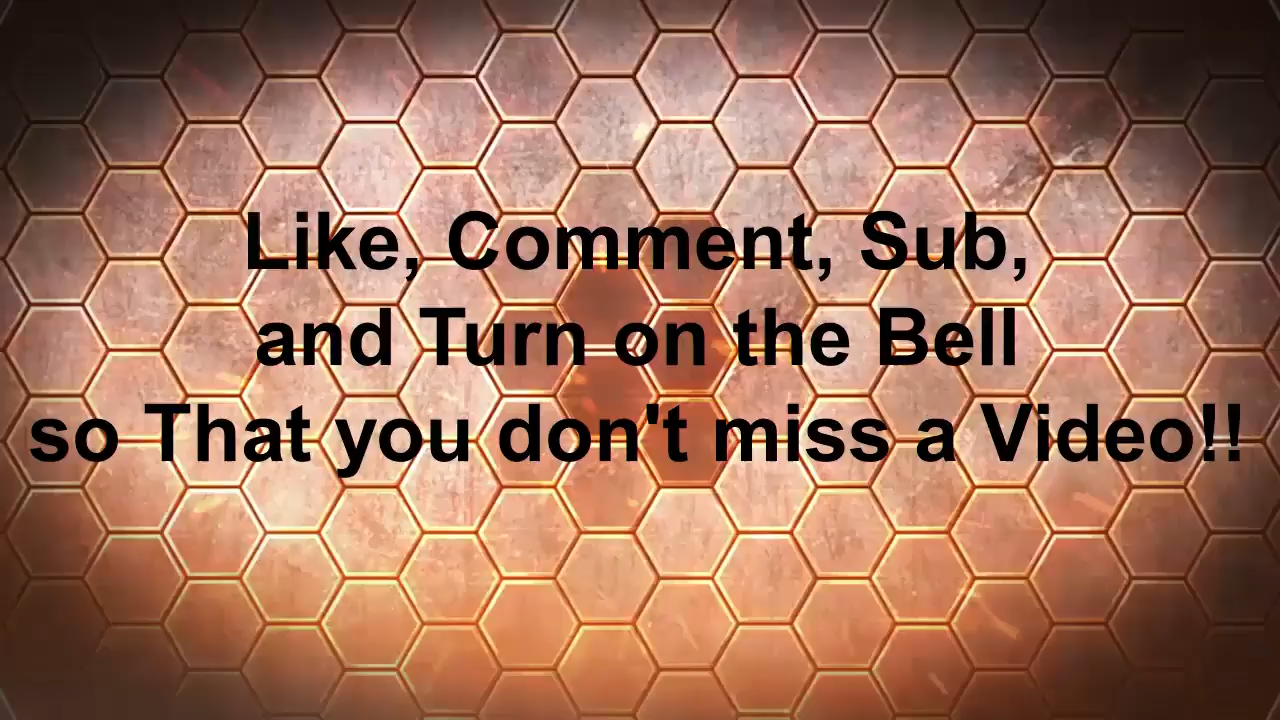 Like, Comment, Sub,
and Turn on the Bell
so That you don't miss a Video!!